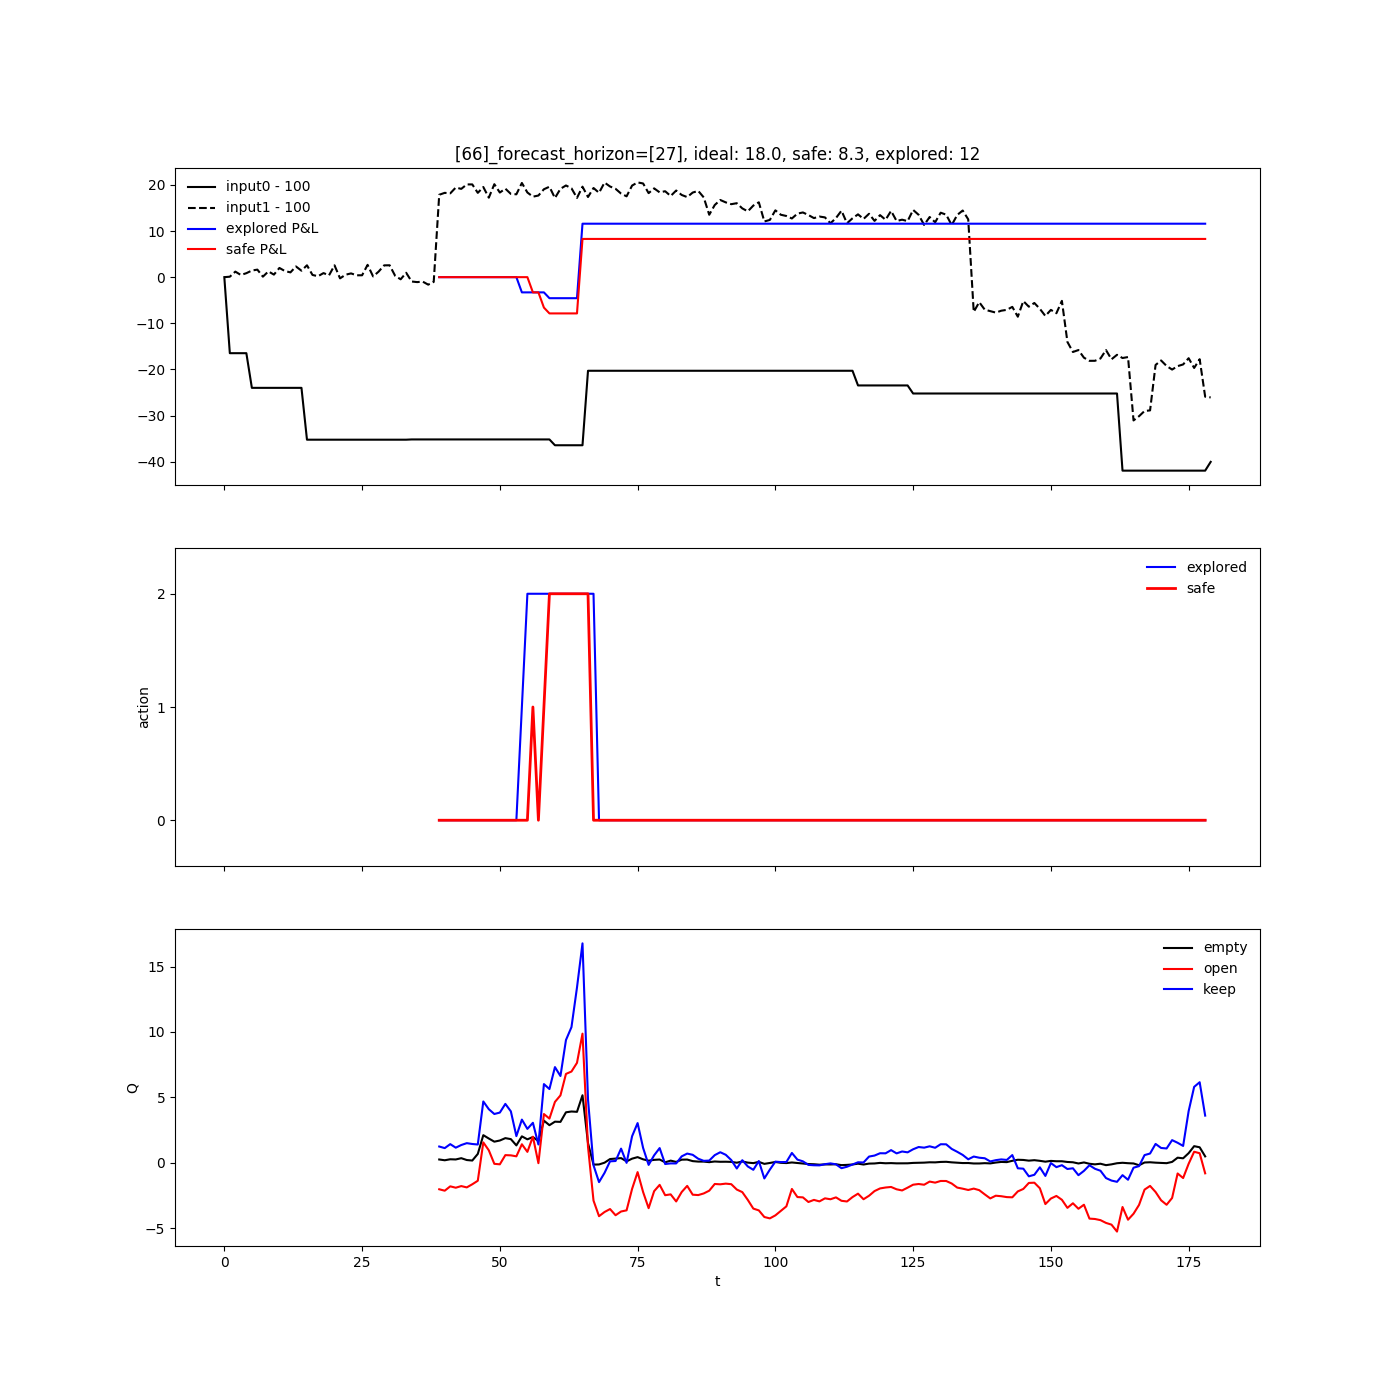 [66]_forecast_horizon=[27], ideal: 18.0, safe: 8.3, explored: 12
20
10
0
−10
−20
−30
−40
input0 - 100
input1 - 100
explored P&L
safe P&L
2
1
0
action
explored
safe
15
10
5
0
−5
Q
empty
open
keep
0 25 50 75 100 125 150 175
t